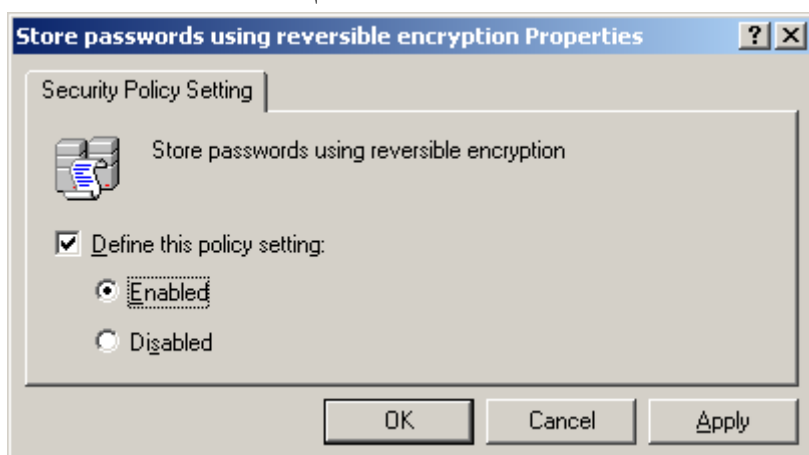 Store passwords using reversible encryption Properties
Security Policy Setting
Store passwords using reversible encryption
Define this policy setting:
Enabled
Disabled
OK Cancel Apply